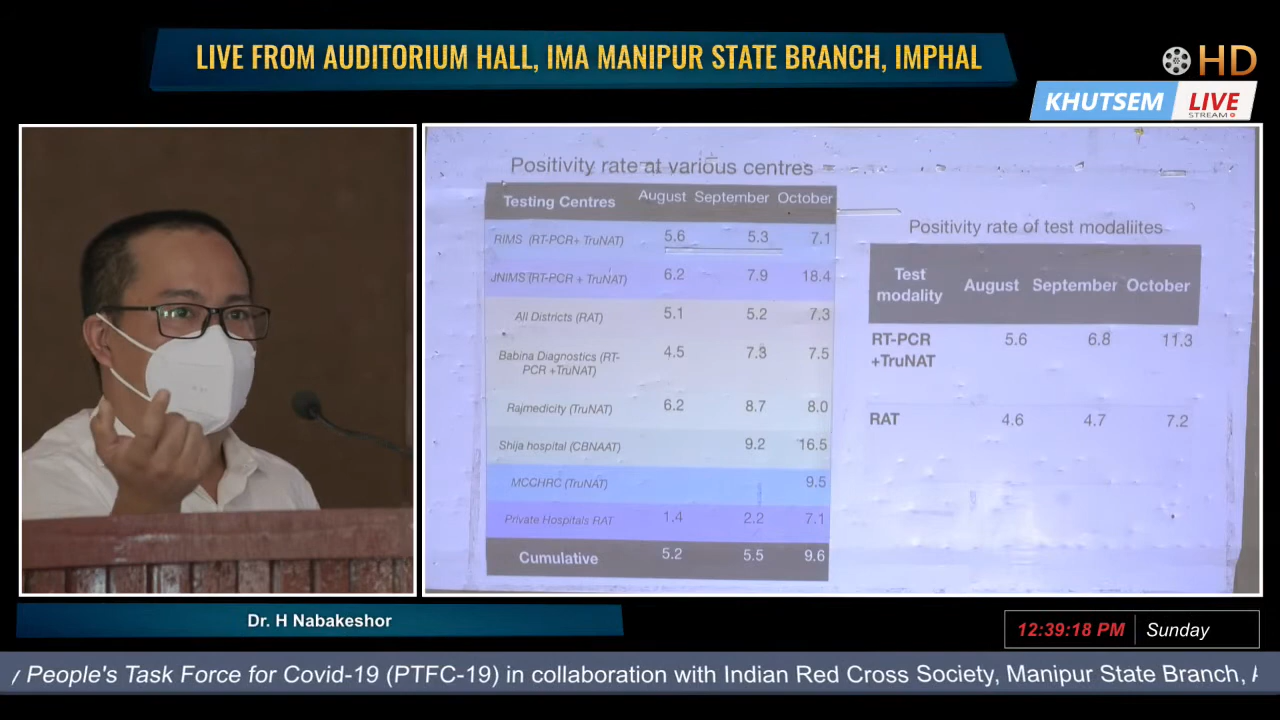 LIVE FROM AUDITORIUM HALL, IMA MANIPUR STATE BRANCH, IMPHAL
HD
KHUTSEM LIVE
STREAM
Positivity rate at various centres
Testing Centres August September October
RIMS (RT-PCR+ TruNAT) 5.6 5.3 7.1
JNIMS (RT-PCR + TruNAT) 6.2 7.9 18.4
All Districts (RAT) 5.1 5.2 7.3
Babina Diagnostics (RT-
PCR +TruNAT) 4.5 7.3 7.5
Rajmedicity (TruNAT) 6.2 8.7 8.0
Shija hospital (CBNAAT) 9.2 16.5
MCCHRC (TruNAT) 9.5
Private Hospitals RAT 1.4 2.2 7.1
Cumulative 5.2 5.5 9.6
Positivity rate of test modaliites
Test
modality August September October
RT-PCR
+TruNAT 5.6 6.8 11.3
RAT 4.6 4.7 7.2
Dr. H Nabakeshor
12:39:18 PM Sunday
People's Task Force for Covid-19 (PTFC-19) in collaboration with Indian Red Cross Society, Manipur State Branch,